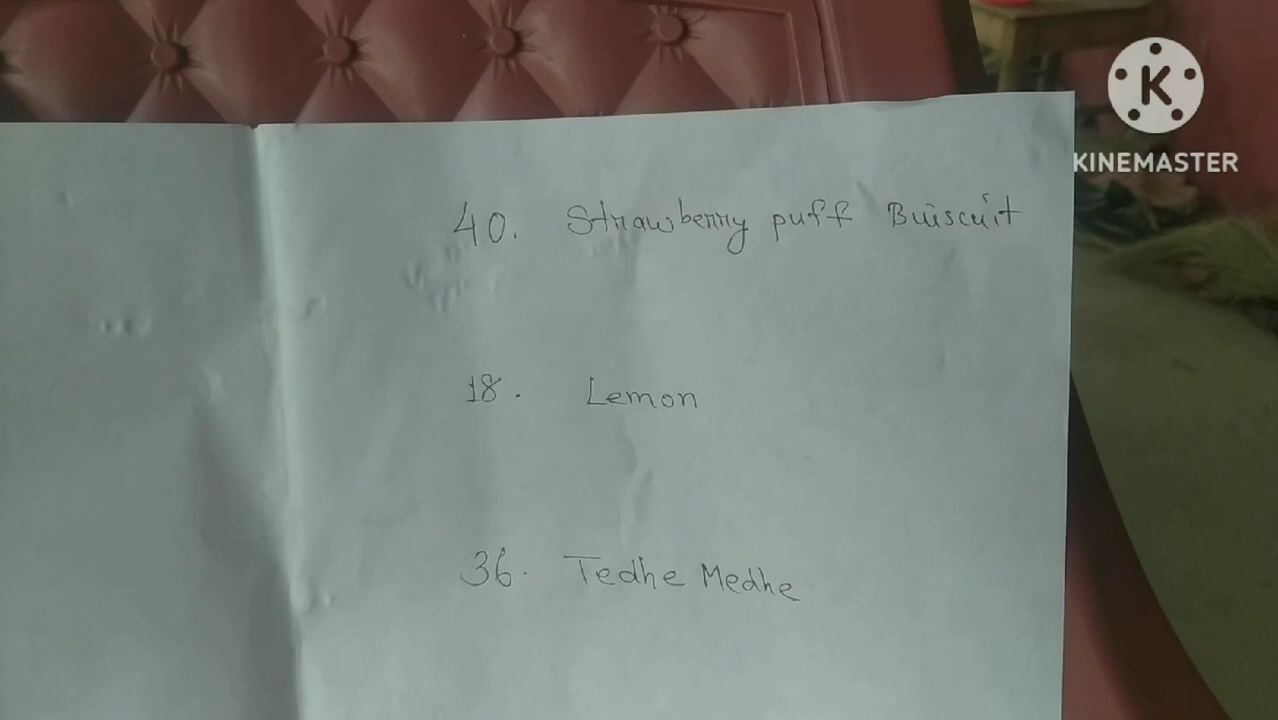 K
KINEMASTER
40. Strawberry puff Buiscuit
18. Lemon
36. Tedhe Medhe